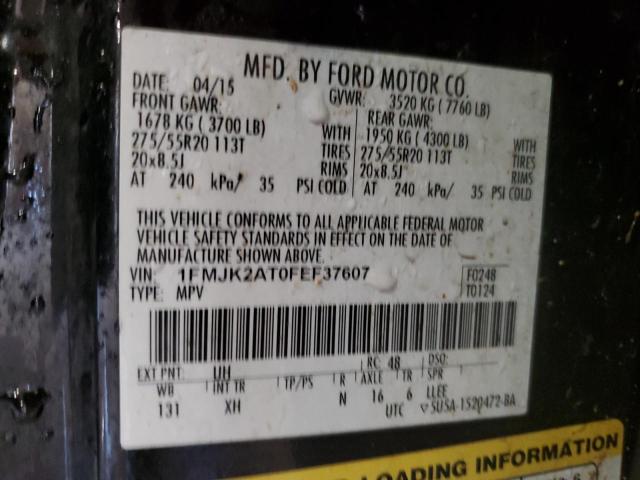 MFD. BY FORD MOTOR CO.
DATE: 04/15 GVWR: 3520 KG ( 7760 LB)
FRONT GAWR: REAR GAWR:
1678 KG ( 3700 LB) WITH 1950 KG ( 4300 LB) WITH
275/55R20 113T TIRES 275/55R20 113T TIRES
20x8.5J RIMS 20x8.5J RIMS
AT 240 kPa/ 35 PSI COLD AT 240 kPa/ 35 PSI COLD
THIS VEHICLE CONFORMS TO ALL APPLICABLE FEDERAL MOTOR
VEHICLE SAFETY STANDARDS IN EFFECT ON THE DATE OF
MANUFACTURE SHOWN ABOVE.
VIN: 1FMJK2AT0FEF37607 F0248
TYPE: MPV T0124
EXT PNT: UH RC: 48 DSO:
WB INT TR TP/PS R AXLE TR SPR
131 XH N 16 6 LLEE
UTC ▽SU5A-1520472-BA
LOADING INFORMATION